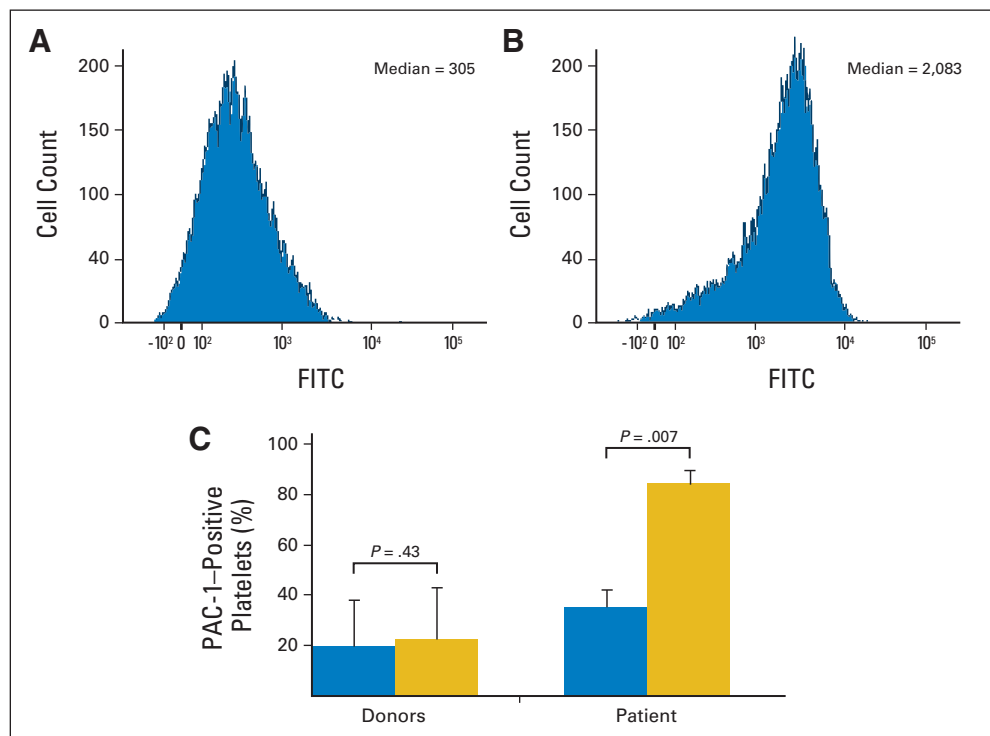 A
Median = 305
Cell Count
200
150
100
40
0
-10² 0 10² 10³ 10⁴ 10⁵
FITC
B
Median = 2,083
Cell Count
200
150
100
40
0
-10² 0 10² 10³ 10⁴ 10⁵
FITC
C
PAC-1–Positive
Platelets (%)
100
80
60
40
20
P = .43
P = .007
Donors
Patient